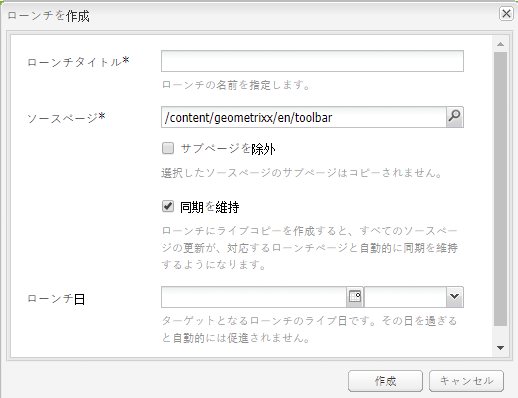 ローンチを作成
ローンチタイトル*
ローンチの名前を指定します。
ソースページ*
/content/geometrixx/en/toolbar
サブページを除外
選択したソースページのサブページはコピーされません。
同期を維持
ローンチにライブコピーを作成すると、すべてのソースページ
の更新が、対応するローンチページと自動的に同期を維持
するようになります。
ローンチ日
ターゲットとなるローンチのライブ日です。その日を過ぎる
と自動的には促進されません。
作成
キャンセル